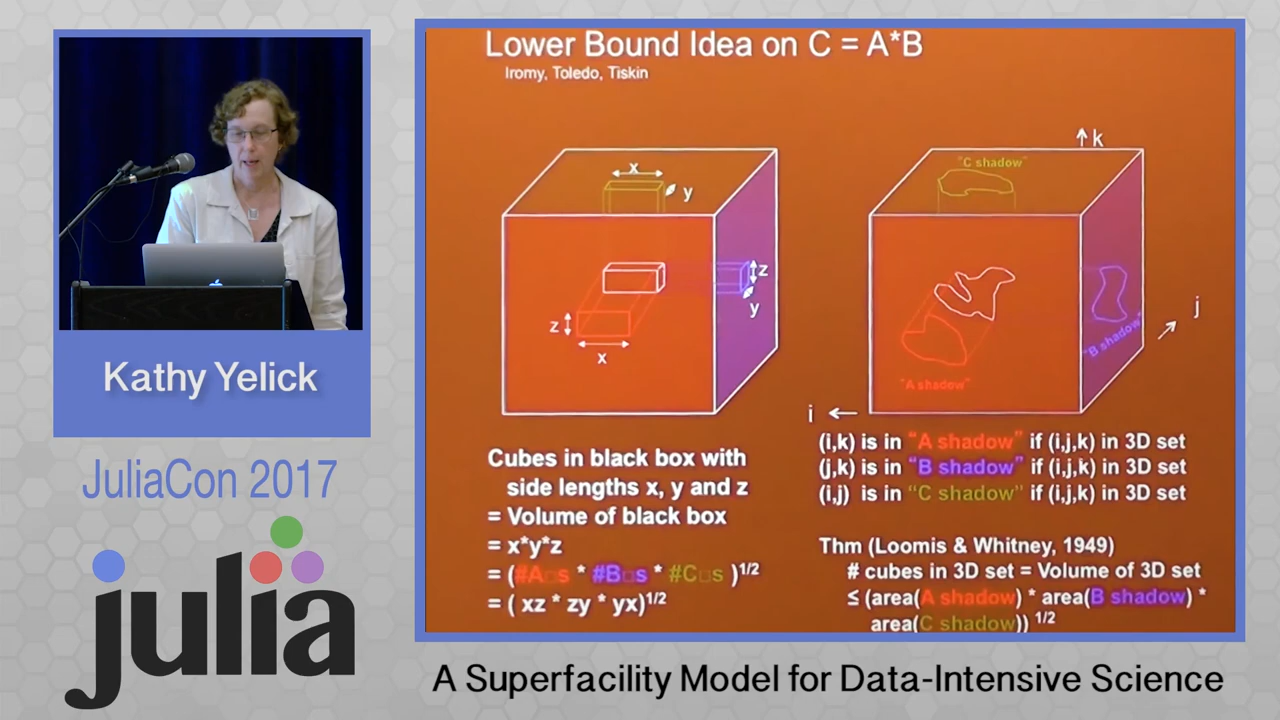 Lower Bound Idea on C = A*B
Iromy, Toledo, Tiskin
x
y
z
y
z
x
k
"C shadow"
j
"B shadow"
"A shadow"
i
Cubes in black box with
side lengths x, y and z
= Volume of black box
= x*y*z
= (#A□s * #B□s * #C□s )1/2
= ( xz * zy * yx)1/2
(i,k) is in "A shadow" if (i,j,k) in 3D set
(j,k) is in "B shadow" if (i,j,k) in 3D set
(i,j) is in "C shadow" if (i,j,k) in 3D set
Thm (Loomis & Whitney, 1949)
# cubes in 3D set = Volume of 3D set
≤ (area(A shadow) * area(B shadow) *
area(C shadow)) 1/2
Kathy Yelick
JuliaCon 2017
julia
A Superfacility Model for Data-Intensive Science